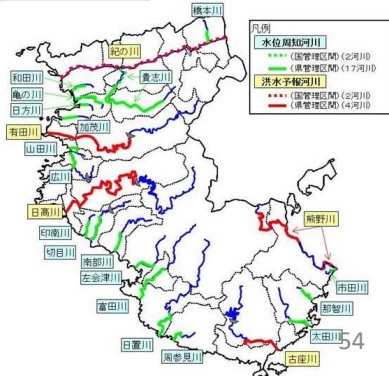 橋本川
紀の川
和田川
貴志川
亀の川
日方川
加茂川
有田川
山田川
広川
日高川
印南川
切目川
南部川
左会津川
富田川
日置川
周参見川
古座川
太田川
那智川
市田川
熊野川
凡例
水位周知河川
(国管理区間)(2河川)
(県管理区間)(17河川)
洪水予報河川
(国管理区間)(2河川)
(県管理区間)(4河川)
54